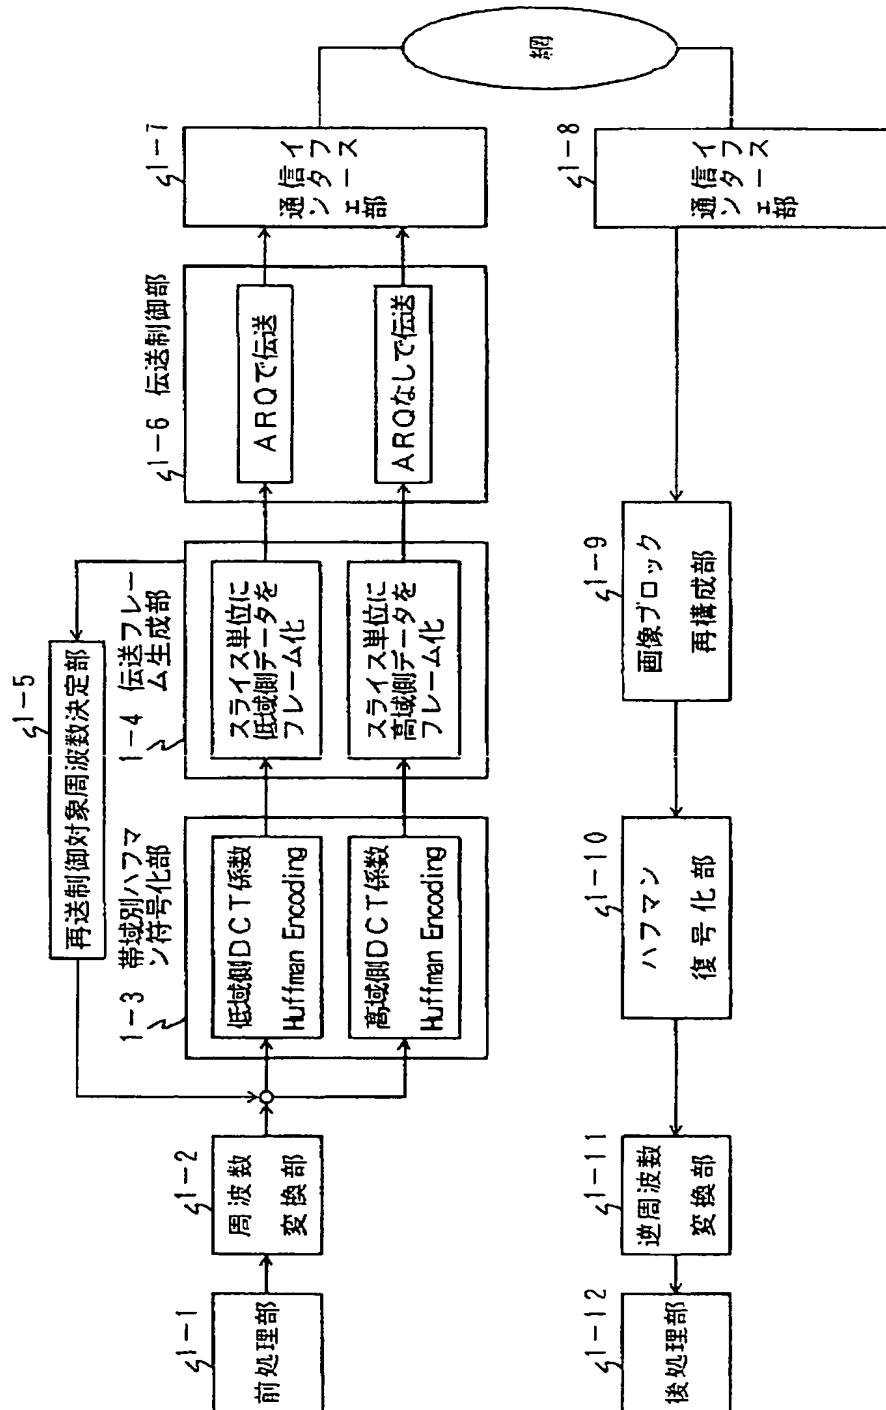 1-1
前処理部
1-2
周波数
変換部
1-3 帯域別ハフマ
ン符号化部
低域側DCT係数
Huffman Encoding
高域側DCT係数
Huffman Encoding
1-4 伝送フレー
ム生成部
スライス単位に
低域側データを
フレーム化
スライス単位に
高域側データを
フレーム化
1-5
再送制御対象周波数決定部
1-6 伝送制御部
ARQで伝送
ARQなしで伝送
1-7
通信イ
ンターフ
ェース部
網
1-8
通信イ
ンターフ
ェース部
1-9
画像ブロック
再構成部
1-10
ハフマン
復号化部
1-11
逆周波数
変換部
1-12
後処理部